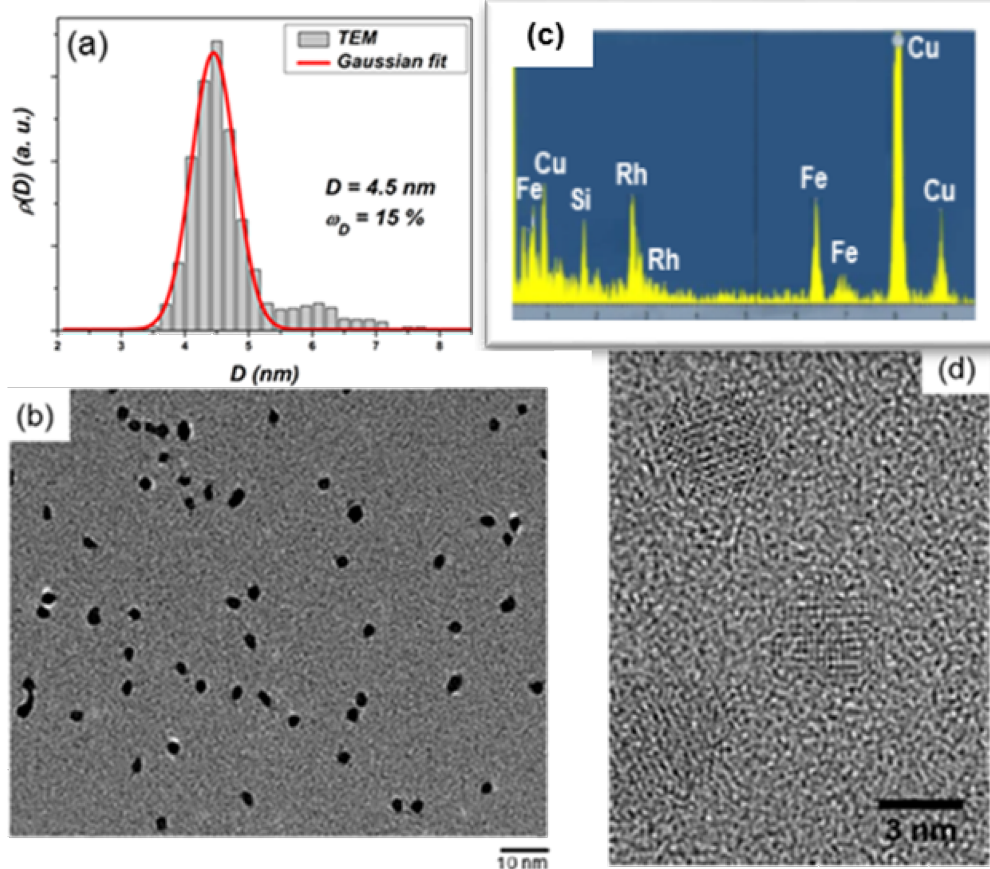 (a)
TEM
Gaussian fit
ρ(D) (a. u.)
D = 4.5 nm
ω_D = 15 %
2 3 4 5 6 7 8
D (nm)
(c)
Cu
Fe
Cu
Si
Rh
Rh
Fe
Fe
Cu
(b)
10 nm
(d)
3 nm